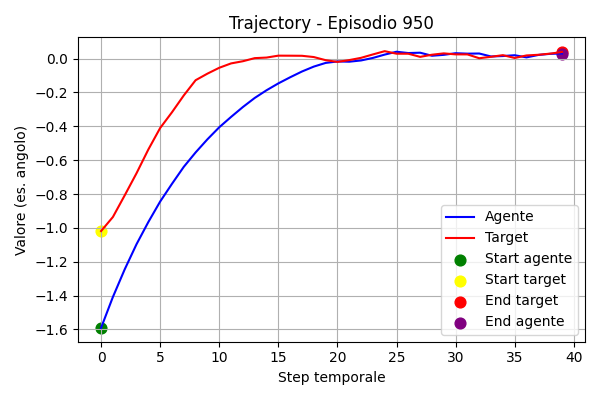 Trajectory - Episodio 950
Valore (es. angolo)
0.0
−0.2
−0.4
−0.6
−0.8
−1.0
−1.2
−1.4
−1.6
Agente
Target
Start agente
Start target
End target
End agente
0 5 10 15 20 25 30 35 40
Step temporale